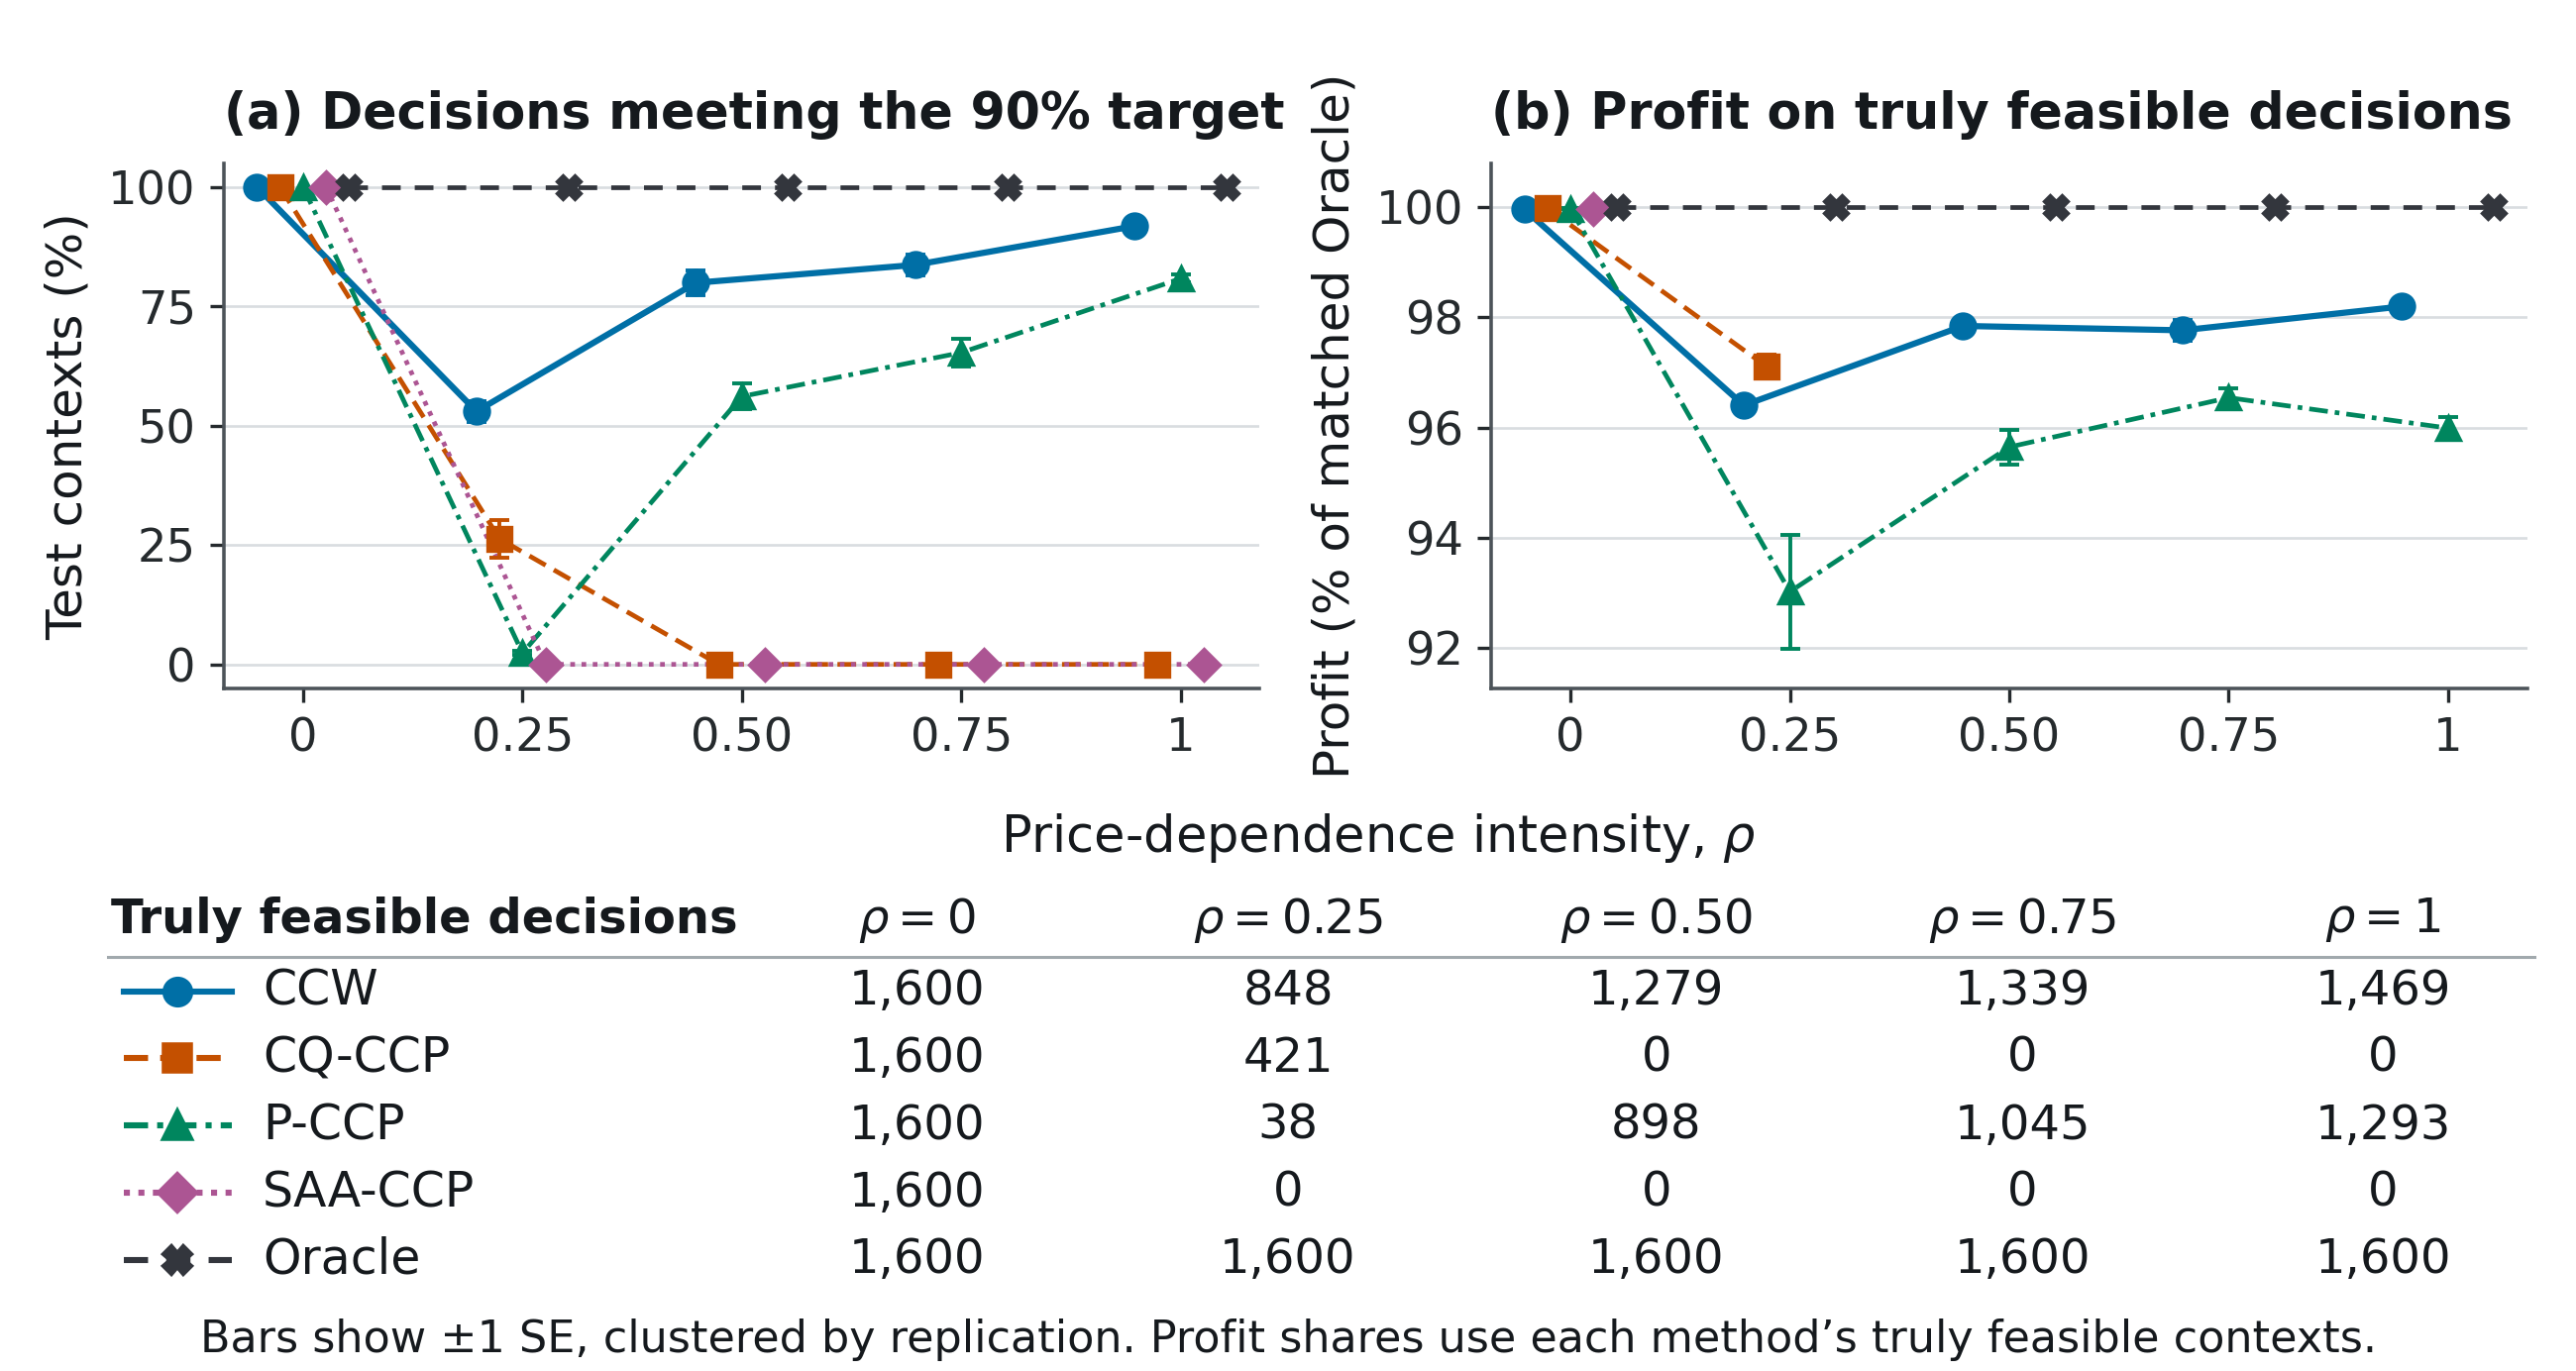 (a) Decisions meeting the 90% target
Test contexts (%)
100
75
50
25
0
0 0.25 0.50 0.75 1
(b) Profit on truly feasible decisions
Profit (% of matched Oracle)
100
98
96
94
92
0 0.25 0.50 0.75 1
Price-dependence intensity, ρ
Truly feasible decisions ρ = 0 ρ = 0.25 ρ = 0.50 ρ = 0.75 ρ = 1
CCW 1,600 848 1,279 1,339 1,469
CQ-CCP 1,600 421 0 0 0
P-CCP 1,600 38 898 1,045 1,293
SAA-CCP 1,600 0 0 0 0
Oracle 1,600 1,600 1,600 1,600 1,600
Bars show ±1 SE, clustered by replication. Profit shares use each method’s truly feasible contexts.